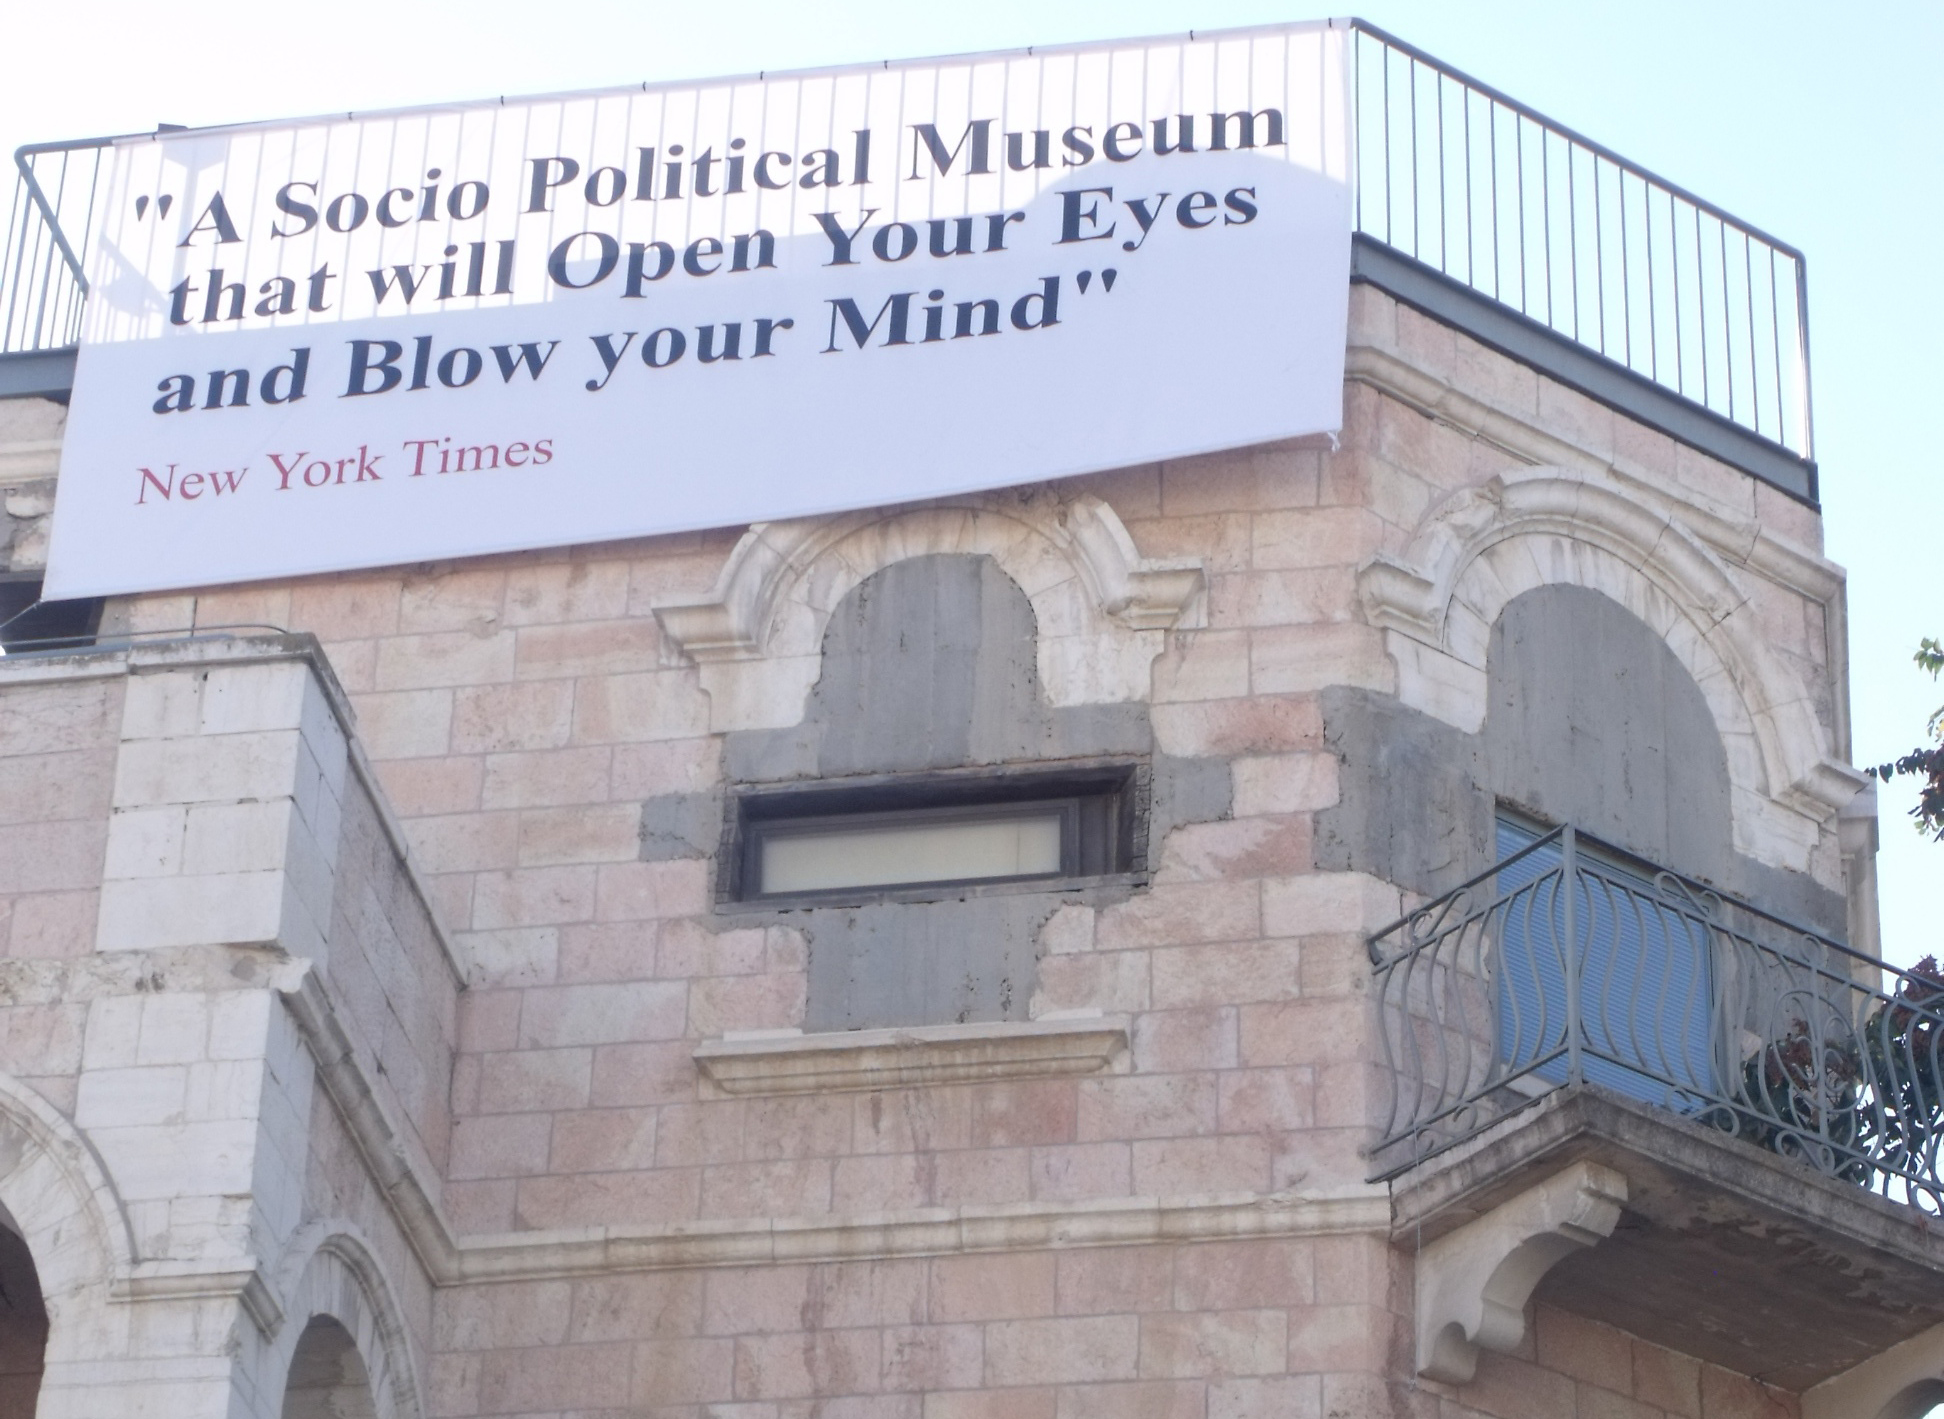 "A Socio Political Museum
that will Open Your Eyes
and Blow your Mind"
New York Times